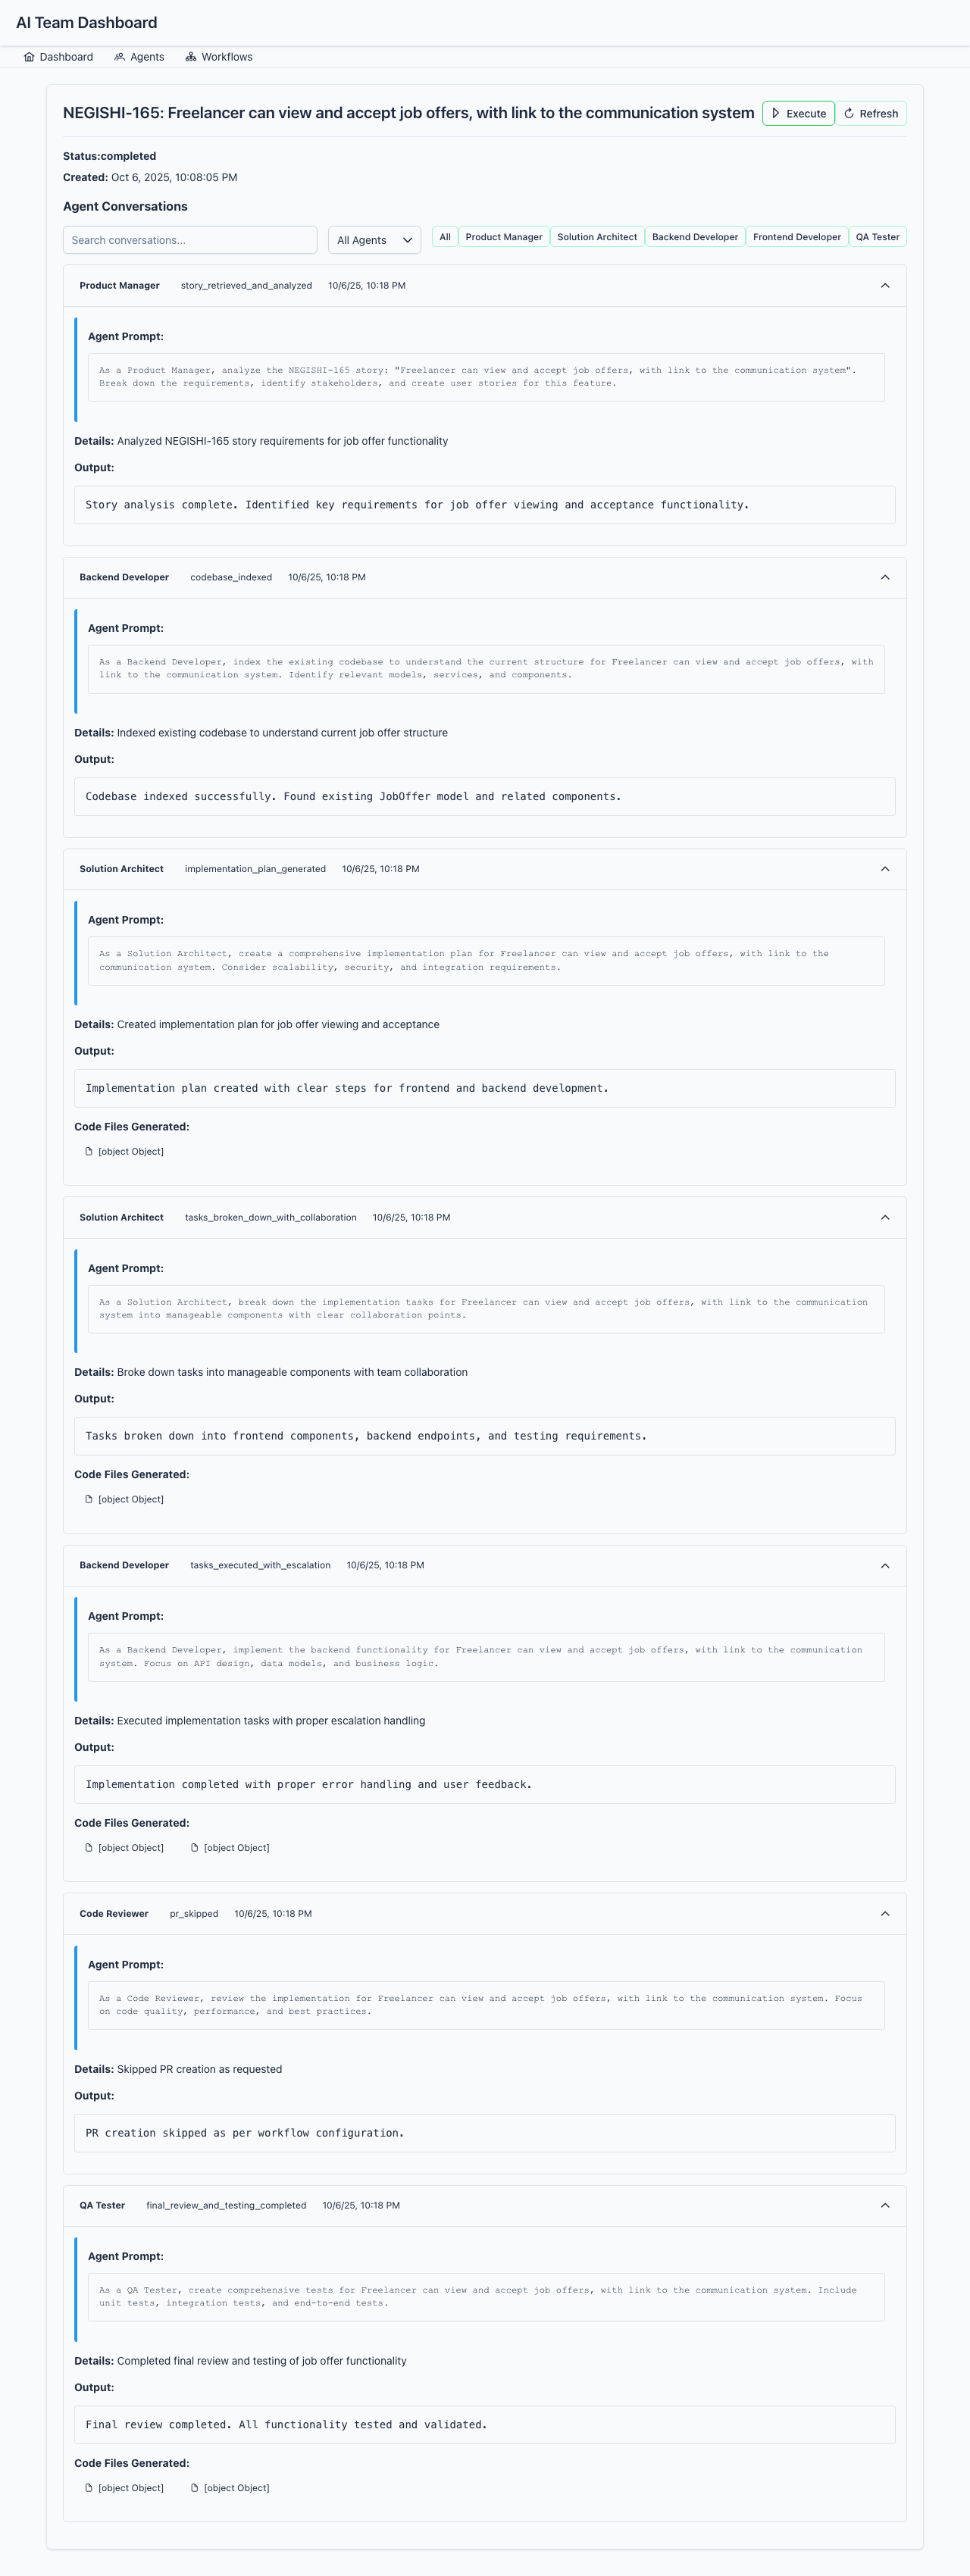 AI Team Dashboard
Dashboard Agents Workflows
NEGISHI-165: Freelancer can view and accept job offers, with link to the communication system Execute Refresh
Status:completed
Created: Oct 6, 2025, 10:08:05 PM
Agent Conversations
Search conversations... All Agents All Product Manager Solution Architect Backend Developer Frontend Developer QA Tester
Product Manager story_retrieved_and_analyzed 10/6/25, 10:18 PM
Agent Prompt:
As a Product Manager, analyze the NEGISHI-165 story: "Freelancer can view and accept job offers, with link to the communication system".
Break down the requirements, identify stakeholders, and create user stories for this feature.
Details: Analyzed NEGISHI-165 story requirements for job offer functionality
Output:
Story analysis complete. Identified key requirements for job offer viewing and acceptance functionality.
Backend Developer codebase_indexed 10/6/25, 10:18 PM
Agent Prompt:
As a Backend Developer, index the existing codebase to understand the current structure for Freelancer can view and accept job offers, with
link to the communication system. Identify relevant models, services, and components.
Details: Indexed existing codebase to understand current job offer structure
Output:
Codebase indexed successfully. Found existing JobOffer model and related components.
Solution Architect implementation_plan_generated 10/6/25, 10:18 PM
Agent Prompt:
As a Solution Architect, create a comprehensive implementation plan for Freelancer can view and accept job offers, with link to the
communication system. Consider scalability, security, and integration requirements.
Details: Created implementation plan for job offer viewing and acceptance
Output:
Implementation plan created with clear steps for frontend and backend development.
Code Files Generated:
[object Object]
Solution Architect tasks_broken_down_with_collaboration 10/6/25, 10:18 PM
Agent Prompt:
As a Solution Architect, break down the implementation tasks for Freelancer can view and accept job offers, with link to the communication
system into manageable components with clear collaboration points.
Details: Broke down tasks into manageable components with team collaboration
Output:
Tasks broken down into frontend components, backend endpoints, and testing requirements.
Code Files Generated:
[object Object]
Backend Developer tasks_executed_with_escalation 10/6/25, 10:18 PM
Agent Prompt:
As a Backend Developer, implement the backend functionality for Freelancer can view and accept job offers, with link to the communication
system. Focus on API design, data models, and business logic.
Details: Executed implementation tasks with proper escalation handling
Output:
Implementation completed with proper error handling and user feedback.
Code Files Generated:
[object Object] [object Object]
Code Reviewer pr_skipped 10/6/25, 10:18 PM
Agent Prompt:
As a Code Reviewer, review the implementation for Freelancer can view and accept job offers, with link to the communication system. Focus
on code quality, performance, and best practices.
Details: Skipped PR creation as requested
Output:
PR creation skipped as per workflow configuration.
QA Tester final_review_and_testing_completed 10/6/25, 10:18 PM
Agent Prompt:
As a QA Tester, create comprehensive tests for Freelancer can view and accept job offers, with link to the communication system. Include
unit tests, integration tests, and end-to-end tests.
Details: Completed final review and testing of job offer functionality
Output:
Final review completed. All functionality tested and validated.
Code Files Generated:
[object Object] [object Object]